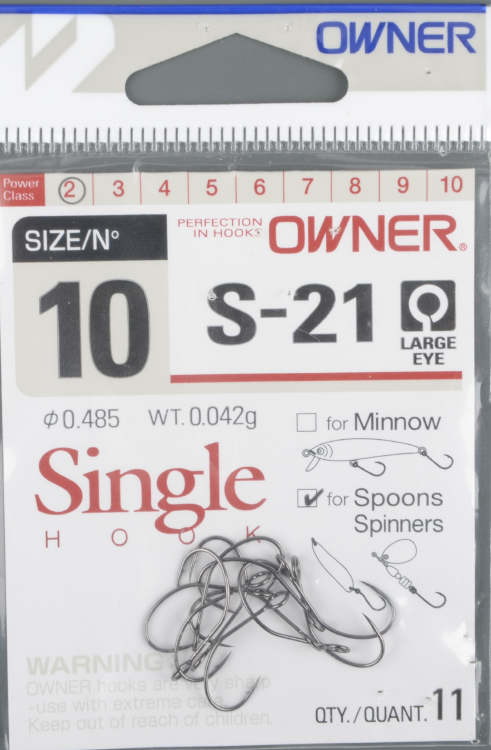 OWNER
Power Class 2 3 4 5 6 7 8 9 10
SIZE/Nº
PERFECTION
IN HOOKS
OWNER®
10
S-21
LARGE
EYE
φ0.485 WT. 0.042g
for Minnow
Single
HOOK
for Spoons
Spinners
WARNING:
OWNER hooks are very sharp
-use with extreme care.
Keep out of reach of children.
QTY./QUANT. 11